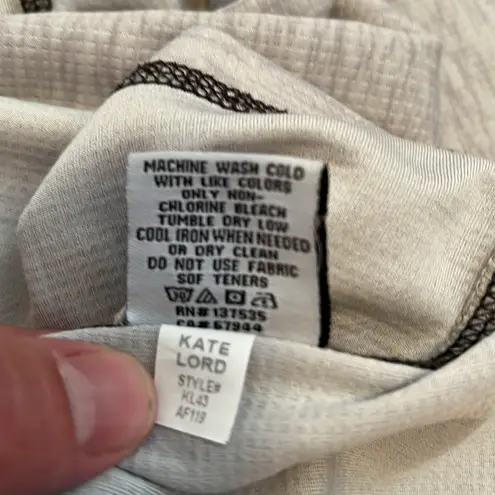 MACHINE WASH COLD
WITH LIKE COLORS
ONLY NON-
CHLORINE BLEACH
TUMBLE DRY LOW
COOL IRON WHEN NEEDED
OR DRY CLEAN
DO NOT USE FABRIC
SOF TENERS
RN# 137535
CA# 57944
KATE
LORD
STYLE#
KL43
AF119